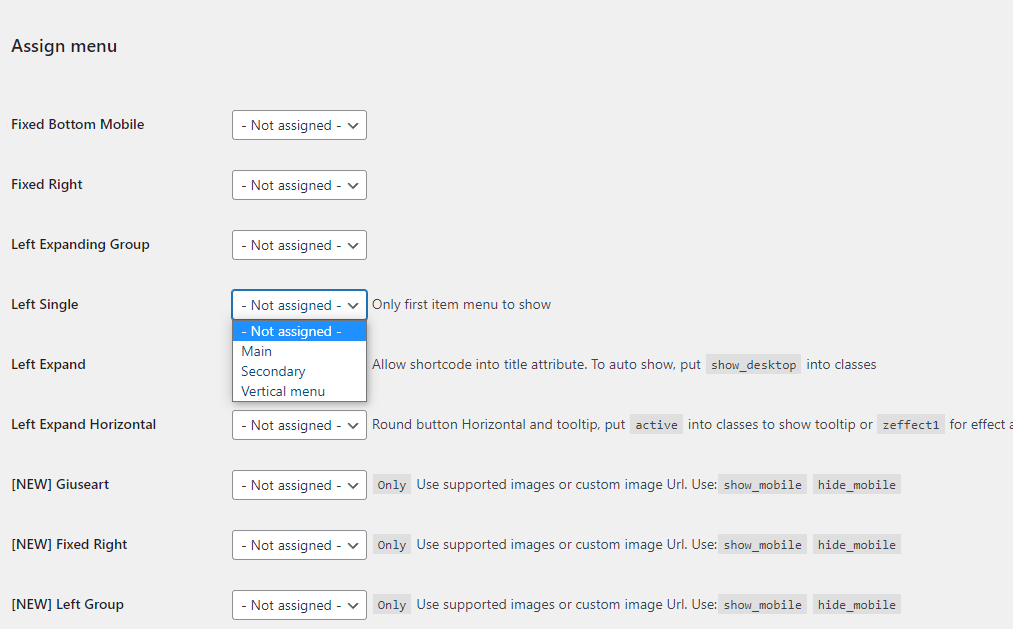 Assign menu
Fixed Bottom Mobile - Not assigned -
Fixed Right - Not assigned -
Left Expanding Group - Not assigned -
Left Single - Not assigned - Only first item menu to show
- Not assigned -
Main
Secondary
Vertical menu
Left Expand Allow shortcode into title attribute. To auto show, put show_desktop into classes
Left Expand Horizontal - Not assigned - Round button Horizontal and tooltip, put active into classes to show tooltip or zeffect1 for effect a
[NEW] Giuseart - Not assigned - Only Use supported images or custom image Url. Use: show_mobile hide_mobile
[NEW] Fixed Right - Not assigned - Only Use supported images or custom image Url. Use: show_mobile hide_mobile
[NEW] Left Group - Not assigned - Only Use supported images or custom image Url. Use: show_mobile hide_mobile